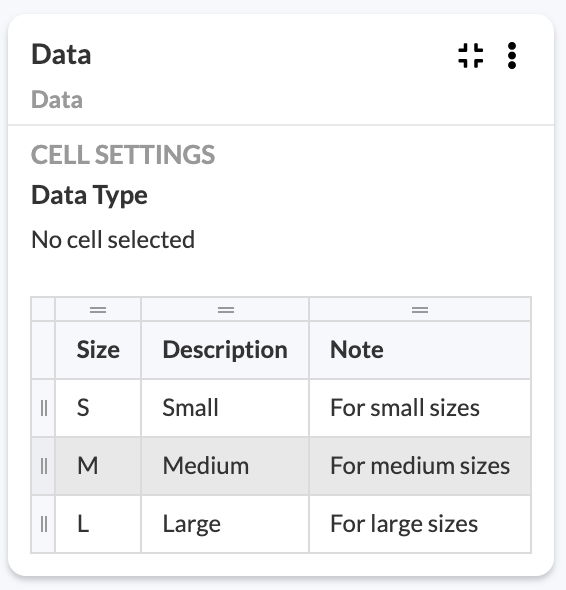 Data
Data
CELL SETTINGS
Data Type
No cell selected
Size Description Note
S Small For small sizes
M Medium For medium sizes
L Large For large sizes